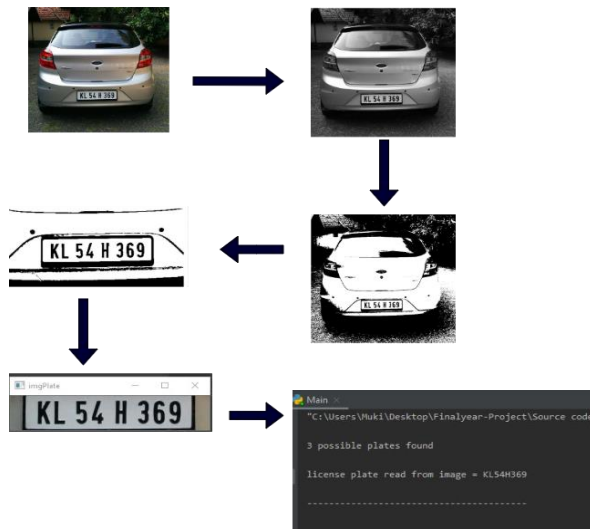 KL 54 H 369
KL 54 H 369
KL 54 H 369
KL 54 H 369
imgPlate
KL 54 H 369
Main
"C:\Users\Muki\Desktop\Finalyear-Project\Source code
3 possible plates found
license plate read from image = KL54H369
----------------------------------------